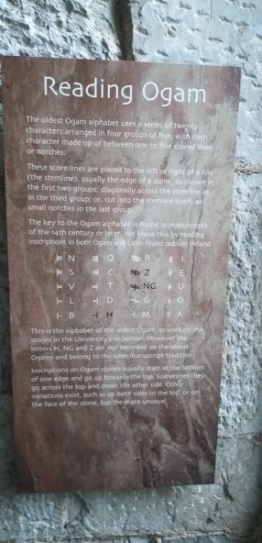 Reading Ogam
The oldest Ogam alphabet uses a series of twenty
characters arranged in four groups of five, with each
character made up of between one to five scored lines
or notches.
These score lines are placed to the left or right of a line
(the stemline), usually the edge of a stone, as shown in
the first two groups; diagonally across the stemline as
in the third group; or, cut into the stemline itself, as
small notches in the last group.
The key to the Ogam alphabet is found in manuscripts
of the 14th century or later. We know this by reading the
inscriptions in both Ogam and Latin found outside Ireland
N Q R I
S C Z E
V T NG U
L D G O
B H M A
This is the alphabet of the oldest Ogam, as used on the
stones in the University's collection. However the
letters H, NG and Z are not recorded on the oldest
Ogams and belong to the later manuscript tradition.
Inscriptions on Ogam stones usually start at the bottom
of one edge and go up towards the top. Sometimes they
go across the top and down the other side. Other
variations exist, such as up both sides to the top, or on
the face of the stone, but these are unusual.